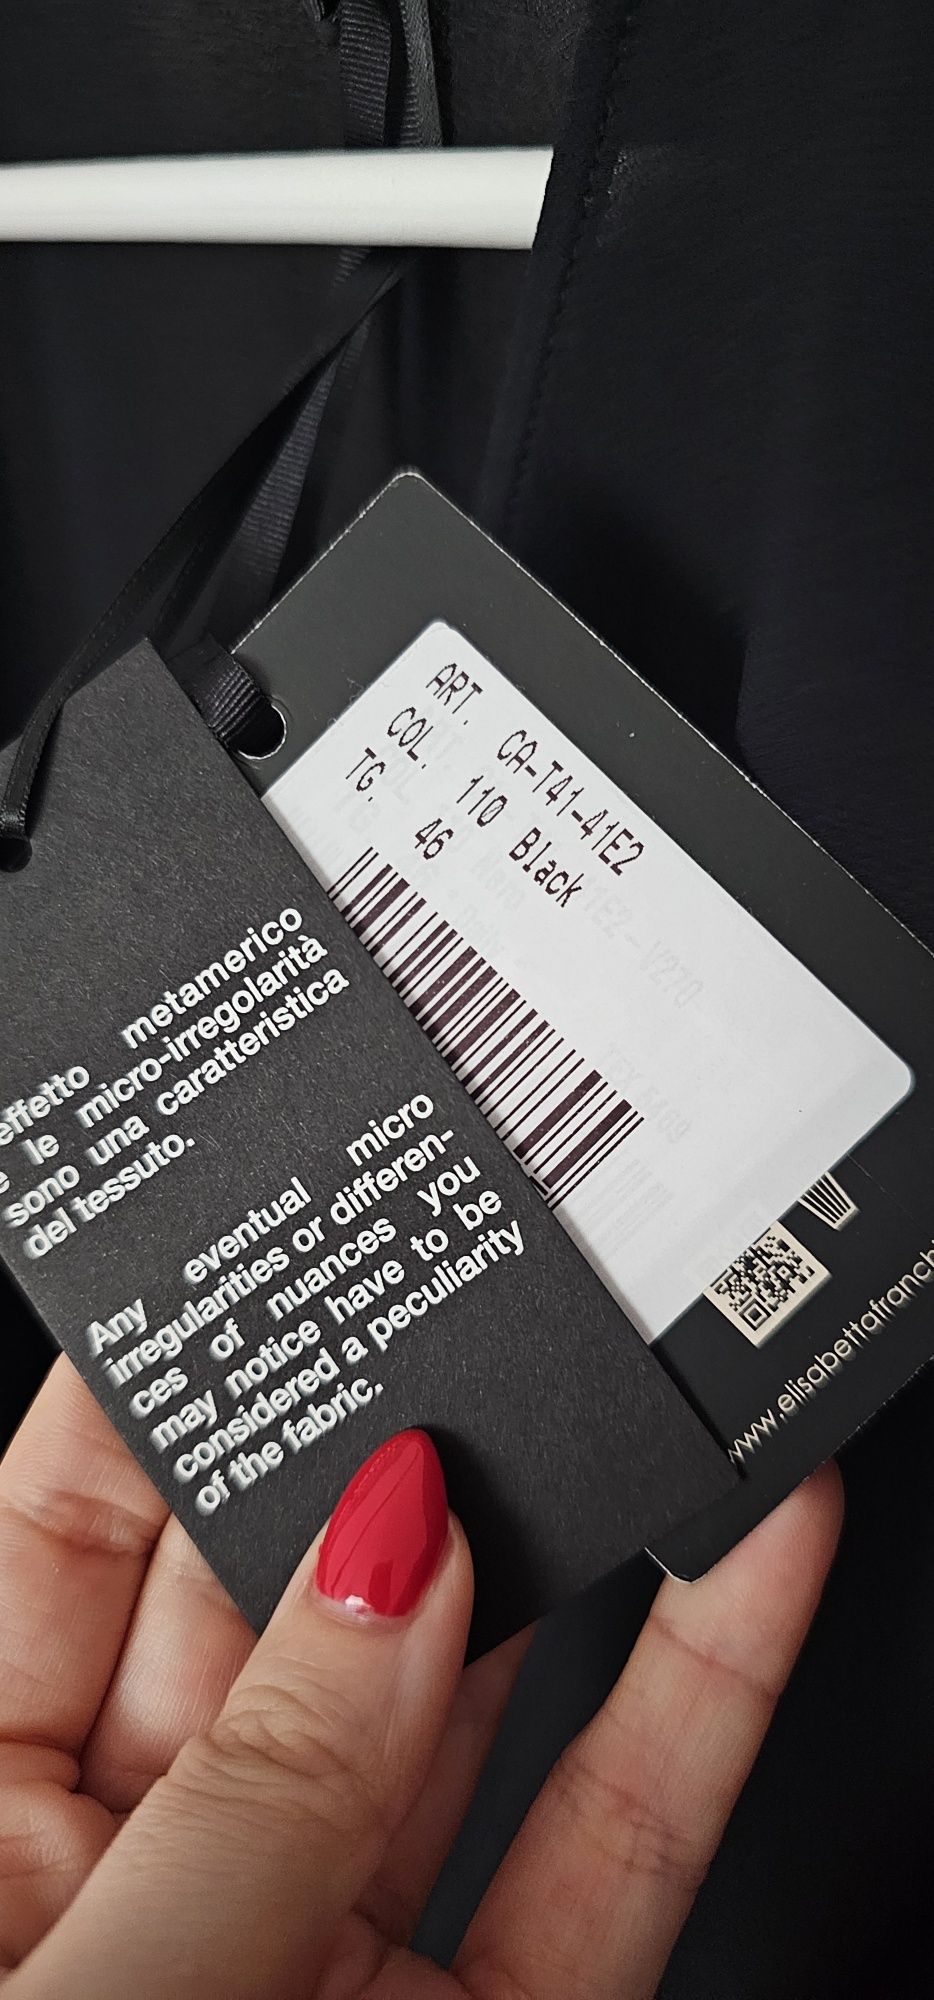 ART. CA-T41-41E2
COL. 110 Black
TG. 46
effetto metamerico
e le micro-irregolarità
sono una caratteristica
del tessuto.
Any eventual micro
irregularities or differen-
ces of nuances you
may notice have to be
considered a peculiarity
of the fabric.
www.elisabettafranchi